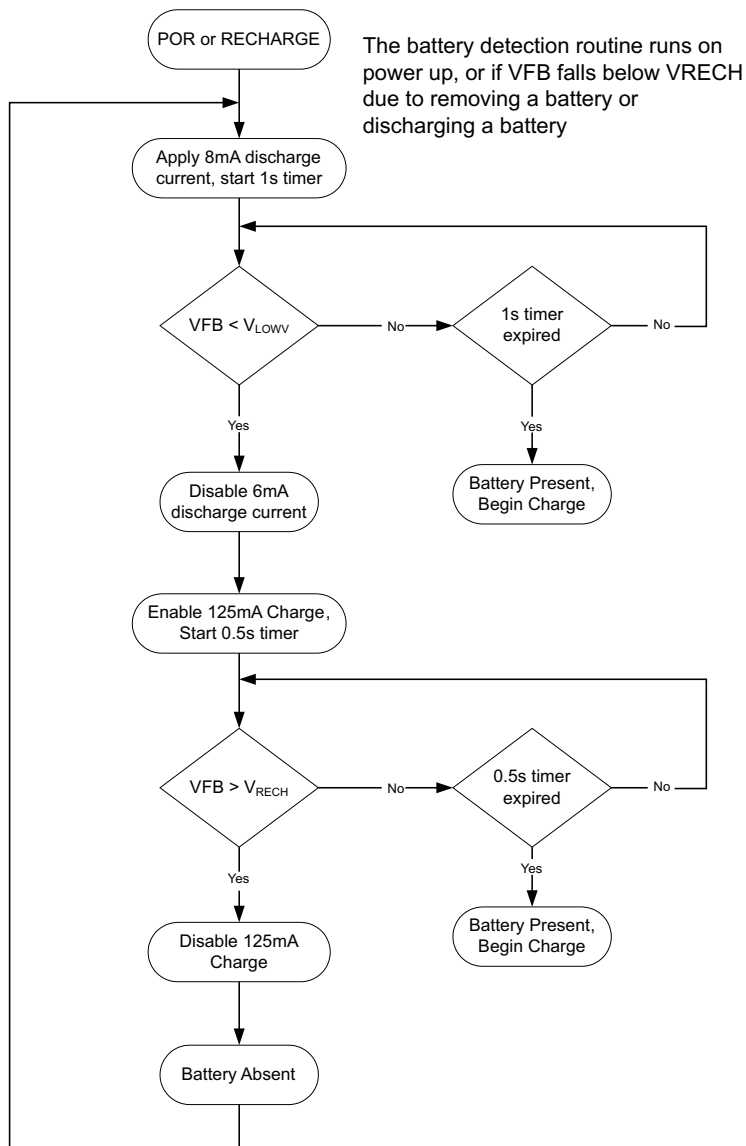 POR or RECHARGE
The battery detection routine runs on
power up, or if VFB falls below VRECH
due to removing a battery or
discharging a battery
Apply 8mA discharge
current, start 1s timer
VFB < VLOWV
No
1s timer
expired
No
Yes
Yes
Disable 6mA
discharge current
Battery Present,
Begin Charge
Enable 125mA Charge,
Start 0.5s timer
VFB > VRECH
No
0.5s timer
expired
No
Yes
Yes
Disable 125mA
Charge
Battery Present,
Begin Charge
Battery Absent